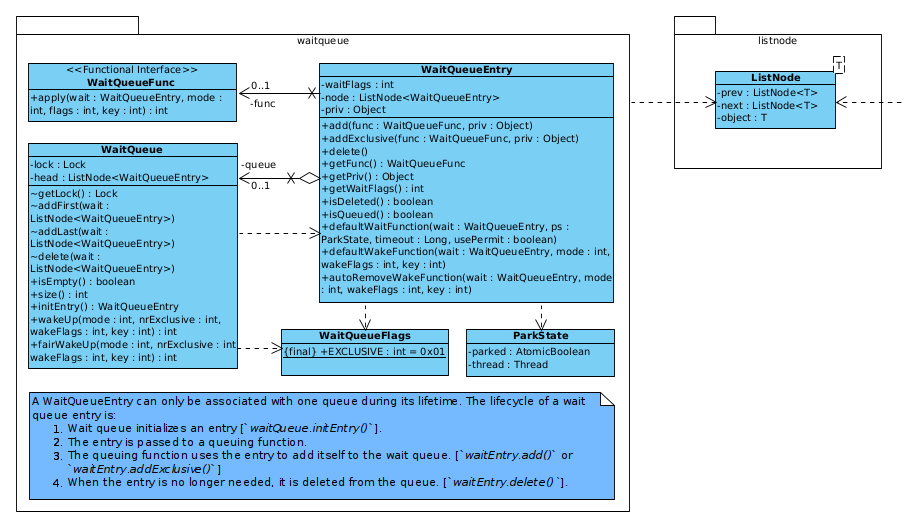 waitqueue
<<Functional Interface>>
WaitQueueFunc
+apply(wait : WaitQueueEntry, mode :
int, flags : int, key : int) : int
0..1
-func
WaitQueueEntry
-waitFlags : int
-node : ListNode<WaitQueueEntry>
-priv : Object
+add(func : WaitQueueFunc, priv : Object)
+addExclusive(func : WaitQueueFunc, priv : Object)
+delete()
+getFunc() : WaitQueueFunc
+getPriv() : Object
+getWaitFlags() : int
+isDeleted() : boolean
+isQueued() : boolean
+defaultWaitFunction(wait : WaitQueueEntry, ps :
ParkState, timeout : Long, usePermit : boolean)
+defaultWakeFunction(wait : WaitQueueEntry, mode : int,
wakeFlags : int, key : int)
+autoRemoveWakeFunction(wait : WaitQueueEntry, mode
: int, wakeFlags : int, key : int)
WaitQueue
-lock : Lock
-head : ListNode<WaitQueueEntry>
~getLock() : Lock
~addFirst(wait :
ListNode<WaitQueueEntry>)
~addLast(wait :
ListNode<WaitQueueEntry>)
~delete(wait :
ListNode<WaitQueueEntry>)
+isEmpty() : boolean
+size() : int
+initEntry() : WaitQueueEntry
+wakeUp(mode : int, nrExclusive : int,
wakeFlags : int, key : int) : int
+fairWakeUp(mode : int, nrExclusive : int
wakeFlags : int, key : int) : int
-queue
0..1
WaitQueueFlags
{final} +EXCLUSIVE : int = 0x01
ParkState
-parked : AtomicBoolean
-thread : Thread
A WaitQueueEntry can only be associated with one queue during its lifetime. The lifecycle of a wait
queue entry is:
1. Wait queue initializes an entry [`waitQueue.initEntry()`].
2. The entry is passed to a queuing function.
3. The queuing function uses the entry to add itself to the wait queue. [`waitEntry.add()` or
`waitEntry.addExclusive()`]
4. When the entry is no longer needed, it is deleted from the queue. [`waitEntry.delete()`].
listnode
T
ListNode
-prev : ListNode<T>
-next : ListNode<T>
-object : T